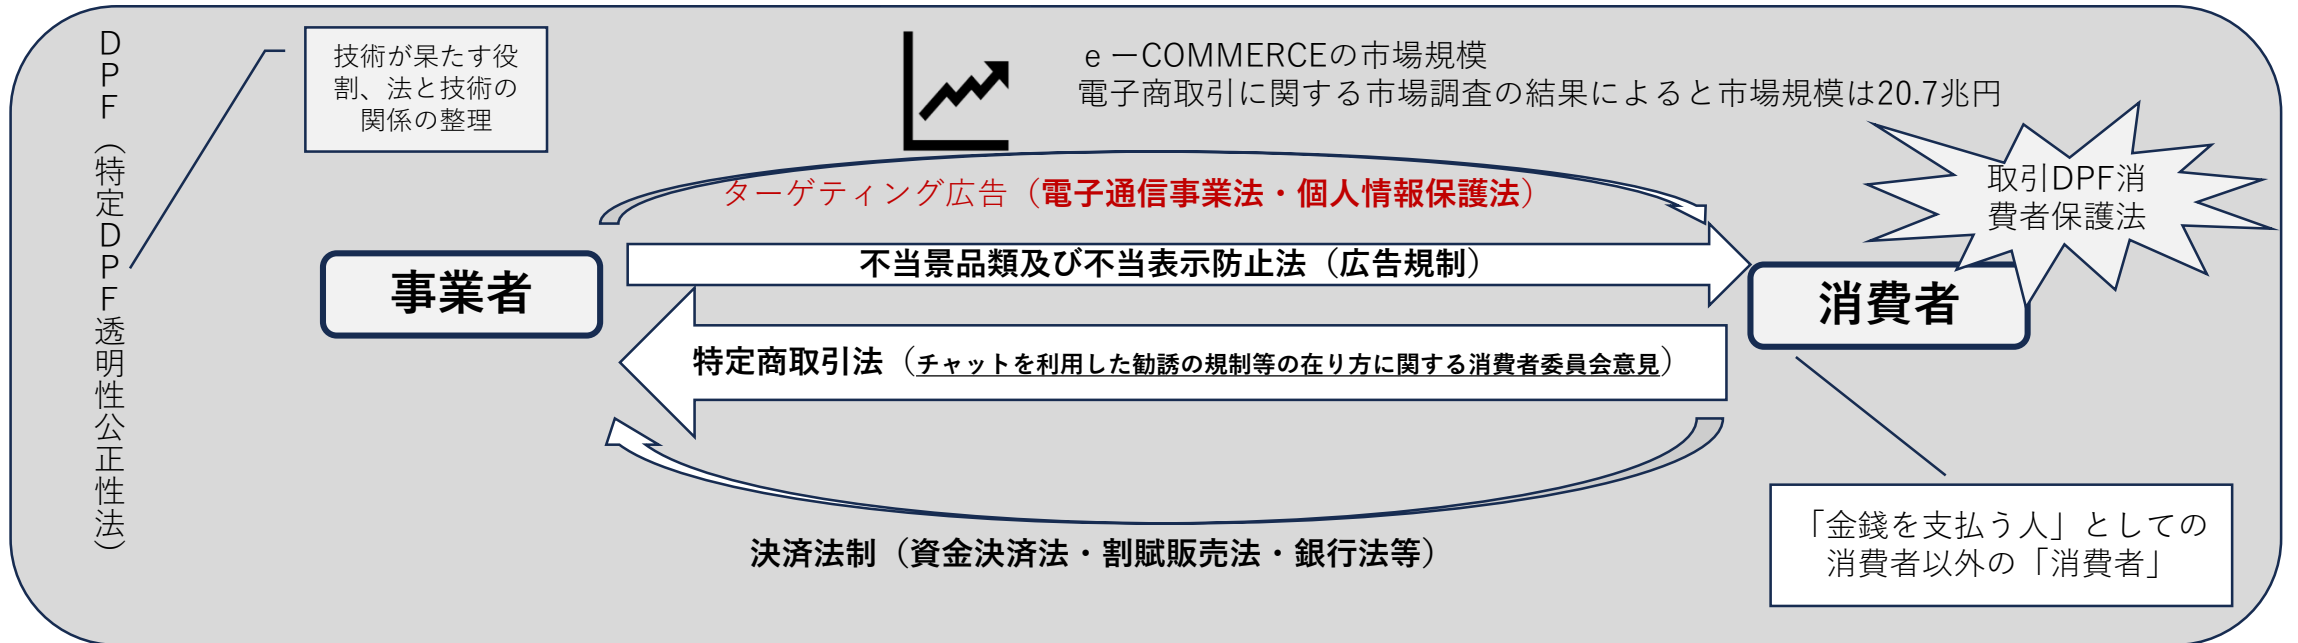 DPF（特定DPF透明性公正性法）
技術が果たす役
割、法と技術の
関係の整理
ｅーCOMMERCEの市場規模
電子商取引に関する市場調査の結果によると市場規模は20.7兆円
取引DPF消
費者保護法
ターゲティング広告（電子通信事業法・個人情報保護法）
不当景品類及び不当表示防止法（広告規制）
事業者
消費者
特定商取引法（チャットを利用した勧誘の規制等の在り方に関する消費者委員会意見）
決済法制（資金決済法・割賦販売法・銀行法等）
「金錢を支払う人」としての
消費者以外の「消費者」